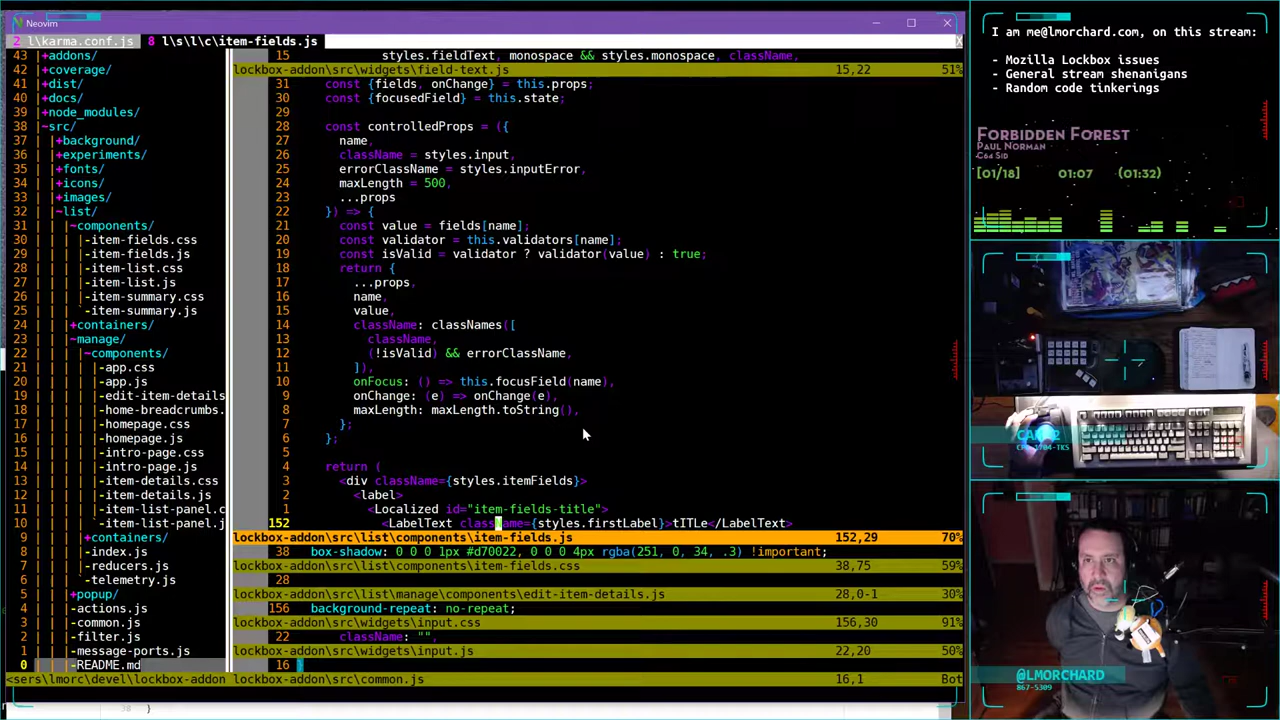 Neovim
2 l\karma.conf.js 8 l\s\l\c\item-fields.js X
43 +addons/
42 +coverage/
41 +dist/
40 +docs/
39 +node_modules/
38 ~src/
37 +background/
36 +experiments/
35 +fonts/
34 +icons/
33 +images/
32 ~list/
31 ~components/
30 -item-fields.css
29 -item-fields.js
28 -item-list.css
27 -item-list.js
26 -item-summary.css
25 `-item-summary.js
24 +containers/
23 ~manage/
22 ~components/
21 -app.css
20 -app.js
19 -edit-item-details
18 -home-breadcrumbs.
17 -homepage.js
16 -intro-page.css
15 -intro-page.js
14 -item-details.css
13 -item-details.js
12 -item-list-panel.c
11 `-item-list-panel.j
10 +containers/
9 -index.js
8 -reducers.js
7 `-telemetry.js
6 +popup/
5 -actions.js
4 -common.js
3 -filter.js
2 -message-ports.js
1 -README.md
0
<sers\lmorc\devel\lockbox-addon
15 styles.fieldText, monospace && styles.monospace, className,
lockbox-addon\src\widgets\field-text.js 15,22 51%
31 const {fields, onChange} = this.props;
30 const {focusedField} = this.state;
29
28 const controlledProps = ({
27 name,
26 className = styles.input,
25 errorClassName = styles.inputError,
24 maxLength = 500,
23 ...props
22 }) => {
21 const value = fields[name];
20 const validator = this.validators[name];
19 const isValid = validator ? validator(value) : true;
18 return {
17 ...props,
16 name,
15 value,
14 className: classNames([
13 className,
12 (!isValid) && errorClassName,
11 ]),
10 onFocus: () => this.focusField(name),
9 onChange: (e) => onChange(e),
8 maxLength: maxLength.toString(),
7 };
6 };
5
4 return (
3 <div className={styles.itemFields}>
2 <label>
1 <Localized id="item-fields-title">
152 <LabelText className={styles.firstLabel}>tITLe</LabelText>
lockbox-addon\src\list\components\item-fields.js 152,29 70%
38 box-shadow: 0 0 0 1px #d70022, 0 0 0 4px rgba(251, 0, 34, .3) !important;
lockbox-addon\src\list\components\item-fields.css 38,75 59%
28
lockbox-addon\src\list\manage\components\edit-item-details.js 28,0-1 30%
156 background-repeat: no-repeat;
lockbox-addon\src\widgets\input.css 156,30 91%
22 className: "",
lockbox-addon\src\widgets\input.js 22,20 50%
16 }
lockbox-addon\src\common.js 16,1 Bot
38 }
I am me@lmorchard.com, on this stream:
- Mozilla Lockbox issues
- General stream shenanigans
- Random code tinkerings
Forbidden Forest
Paul Norman
C64 Sid
[01/18] 01:07 (01:32)
@LMORCHARD
867-5309